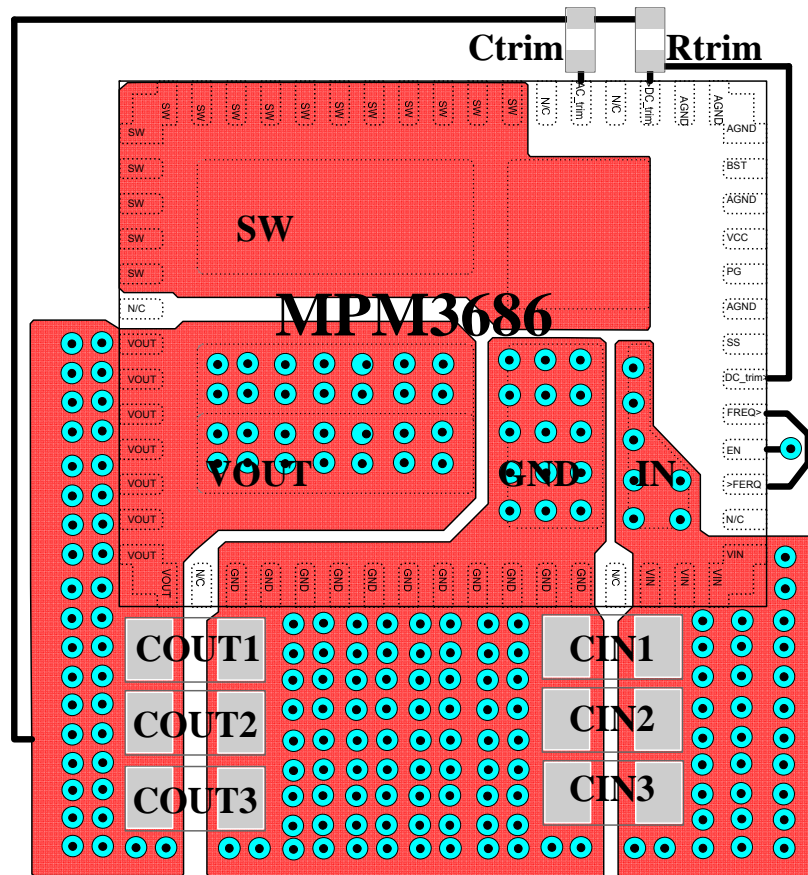 Ctrim Rtrim
SW SW SW SW SW SW SW SW SW SW SW N/C AC_trim N/C >DC_trim AGND AGND
SW AGND
SW BST
SW AGND
SW SW VCC
SW PG
N/C MPM3686 AGND
VOUT SS
VOUT DC_trim>
VOUT FREQ>
VOUT EN
VOUT VOUT GND IN >FERQ
VOUT N/C
VOUT VIN
VOUT N/C GND GND GND GND GND GND GND GND GND GND GND N/C VIN VIN VIN
COUT1 CIN1
COUT2 CIN2
COUT3 CIN3